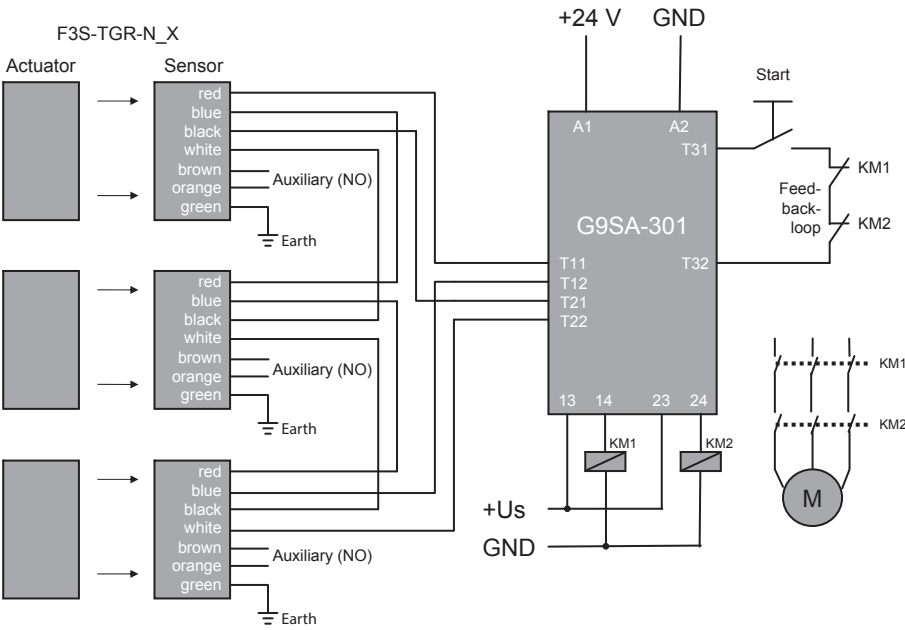 F3S-TGR-N_X
Actuator
Sensor
red
blue
black
white
brown
orange
green
Auxiliary (NO)
Earth
red
blue
black
white
brown
orange
green
Auxiliary (NO)
Earth
red
blue
black
white
brown
orange
green
Auxiliary (NO)
Earth
+24 V
GND
A1
A2
T31
G9SA-301
T11
T12
T21
T22
T32
13
14
23
24
Start
KM1
Feed-
back-
loop
KM2
KM1
KM2
+Us
GND
KM1
KM2
M